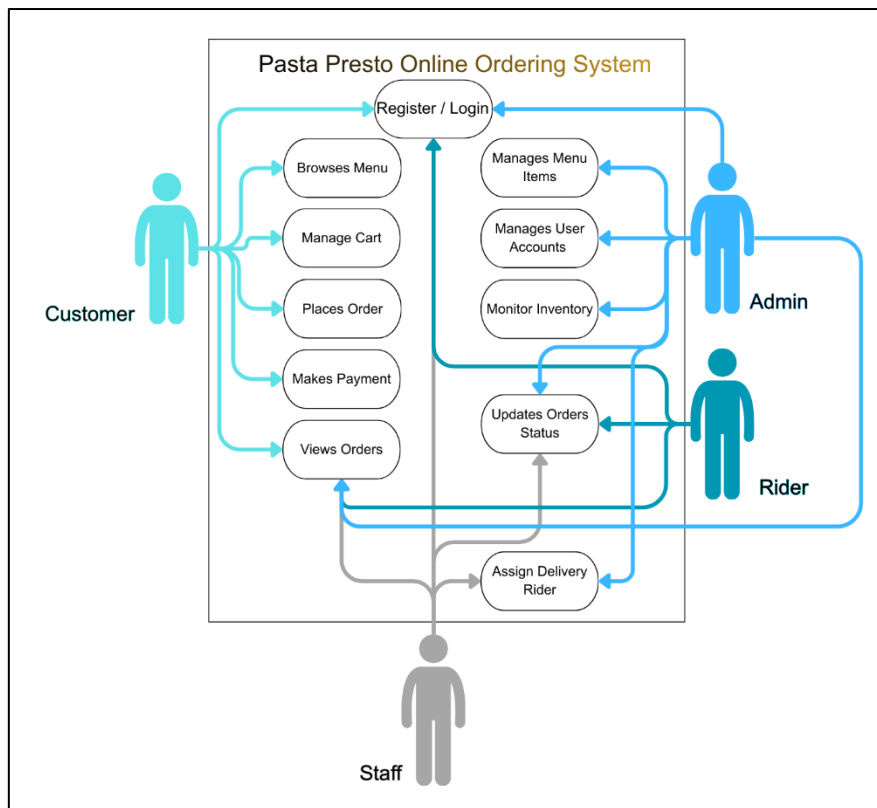 Pasta Presto Online Ordering System
Register / Login
Browses Menu
Manages Menu
Items
Manage Cart
Manages User
Accounts
Customer
Places Order
Monitor Inventory
Admin
Makes Payment
Updates Orders
Status
Views Orders
Rider
Assign Delivery
Rider
Staff